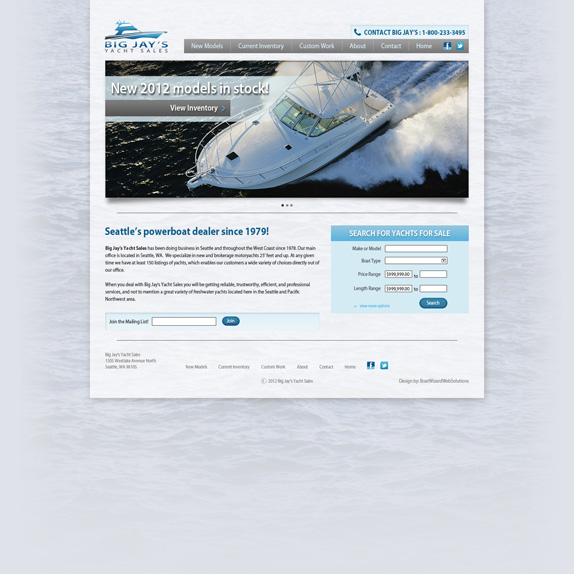 BIG JAY'S
YACHT SALES
CONTACT BIG JAY'S : 1-800-233-3495
New Models Current Inventory Custom Work About Contact Home
New 2012 models in stock!
View Inventory >
Seattle's powerboat dealer since 1979!
Big Jay's Yacht Sales has been doing business in Seattle and throughout the West Coast since 1978. Our main
office is located in Seattle, WA. We specialize in new and brokerage motoryachts 25' feet and up. At any given
time we have at least 150 listings of yachts, which enables our customers a wide variety of choices directly out of
our office.
When you deal with Big Jay's Yacht Sales you will be getting reliable, trustworthy, efficient, and professional
services, and not to mention a great variety of freshwater yachts located here in the Seattle and Pacific
Northwest area.
Join the Mailing List! Join
SEARCH FOR YACHTS FOR SALE
Make or Model
Boat Type
Price Range $999,999.00 to
Length Range $999,999.00 to
view more options Search
Big Jay's Yacht Sales
1305 Westlake Avenue North
Seattle, WA 98105
New Models Current Inventory Custom Work About Contact Home
© 2012 Big Jay's Yacht Sales
Design by: BoatWizardWebSolutions